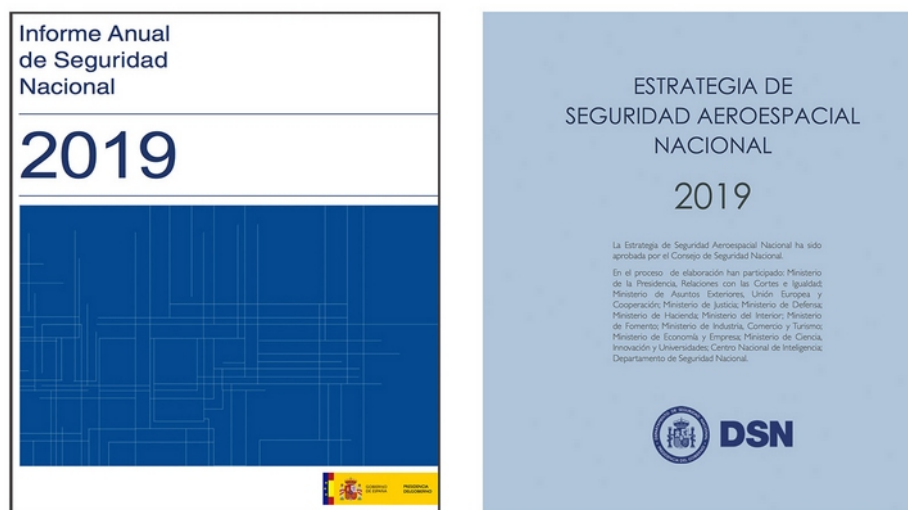 Informe Anual
de Seguridad
Nacional
2019
GOBIERNO
DE ESPAÑA
PRESIDENCIA
DEL GOBIERNO
ESTRATEGIA DE
SEGURIDAD AEROESPACIAL
NACIONAL
2019
La Estrategia de Seguridad Aeroespacial Nacional ha sido
aprobada por el Consejo de Seguridad Nacional.
En el proceso de elaboración han participado: Ministerio
de la Presidencia, Relaciones con las Cortes e Igualdad;
Ministerio de Asuntos Exteriores, Unión Europea y
Cooperación; Ministerio de Justicia; Ministerio de Defensa;
Ministerio de Hacienda; Ministerio del Interior; Ministerio
de Fomento; Ministerio de Industria, Comercio y Turismo;
Ministerio de Economía y Empresa; Ministerio de Ciencia,
Innovación y Universidades; Centro Nacional de Inteligencia;
Departamento de Seguridad Nacional.
DSN